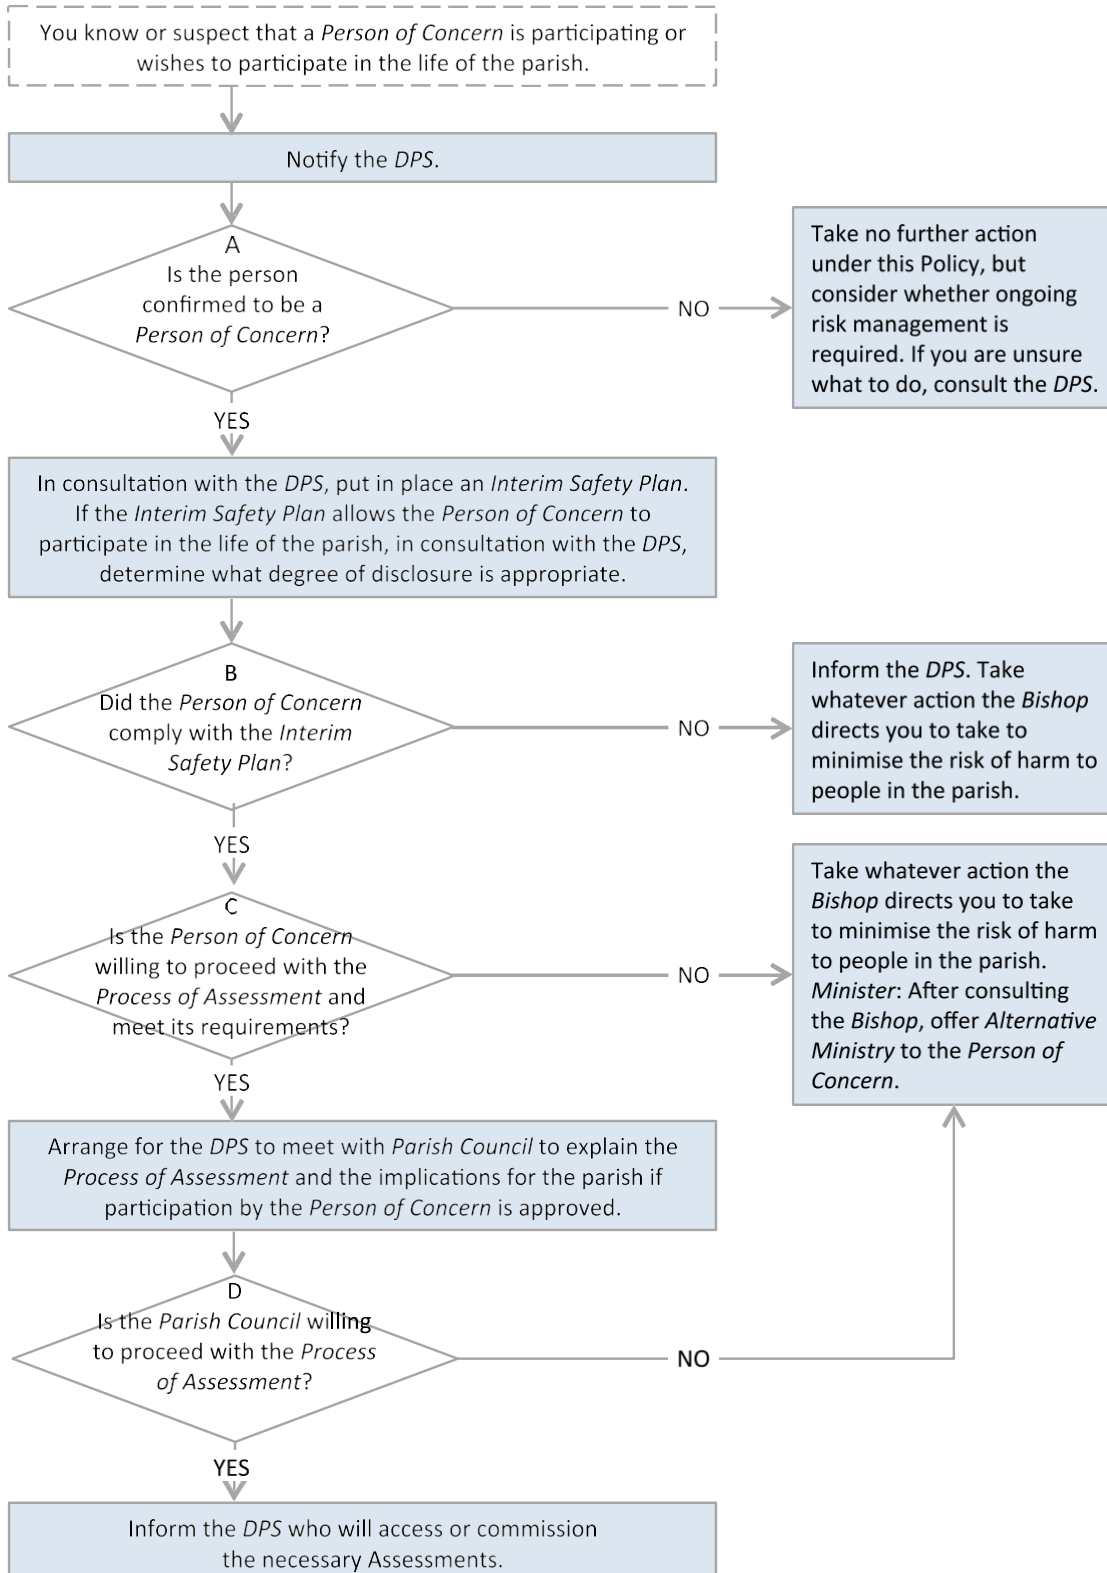 You know or suspect that a Person of Concern is participating or
wishes to participate in the life of the parish.
Notify the DPS.
A
Is the person
confirmed to be a
Person of Concern?
NO
Take no further action
under this Policy, but
consider whether ongoing
risk management is
required. If you are unsure
what to do, consult the DPS.
YES
In consultation with the DPS, put in place an Interim Safety Plan.
If the Interim Safety Plan allows the Person of Concern to
participate in the life of the parish, in consultation with the DPS,
determine what degree of disclosure is appropriate.
B
Did the Person of Concern
comply with the Interim
Safety Plan?
NO
Inform the DPS. Take
whatever action the Bishop
directs you to take to
minimise the risk of harm to
people in the parish.
YES
C
Is the Person of Concern
willing to proceed with the
Process of Assessment and
meet its requirements?
NO
Take whatever action the
Bishop directs you to take
to minimise the risk of harm
to people in the parish.
Minister: After consulting
the Bishop, offer Alternative
Ministry to the Person of
Concern.
YES
Arrange for the DPS to meet with Parish Council to explain the
Process of Assessment and the implications for the parish if
participation by the Person of Concern is approved.
D
Is the Parish Council willing
to proceed with the Process
of Assessment?
NO
YES
Inform the DPS who will access or commission
the necessary Assessments.